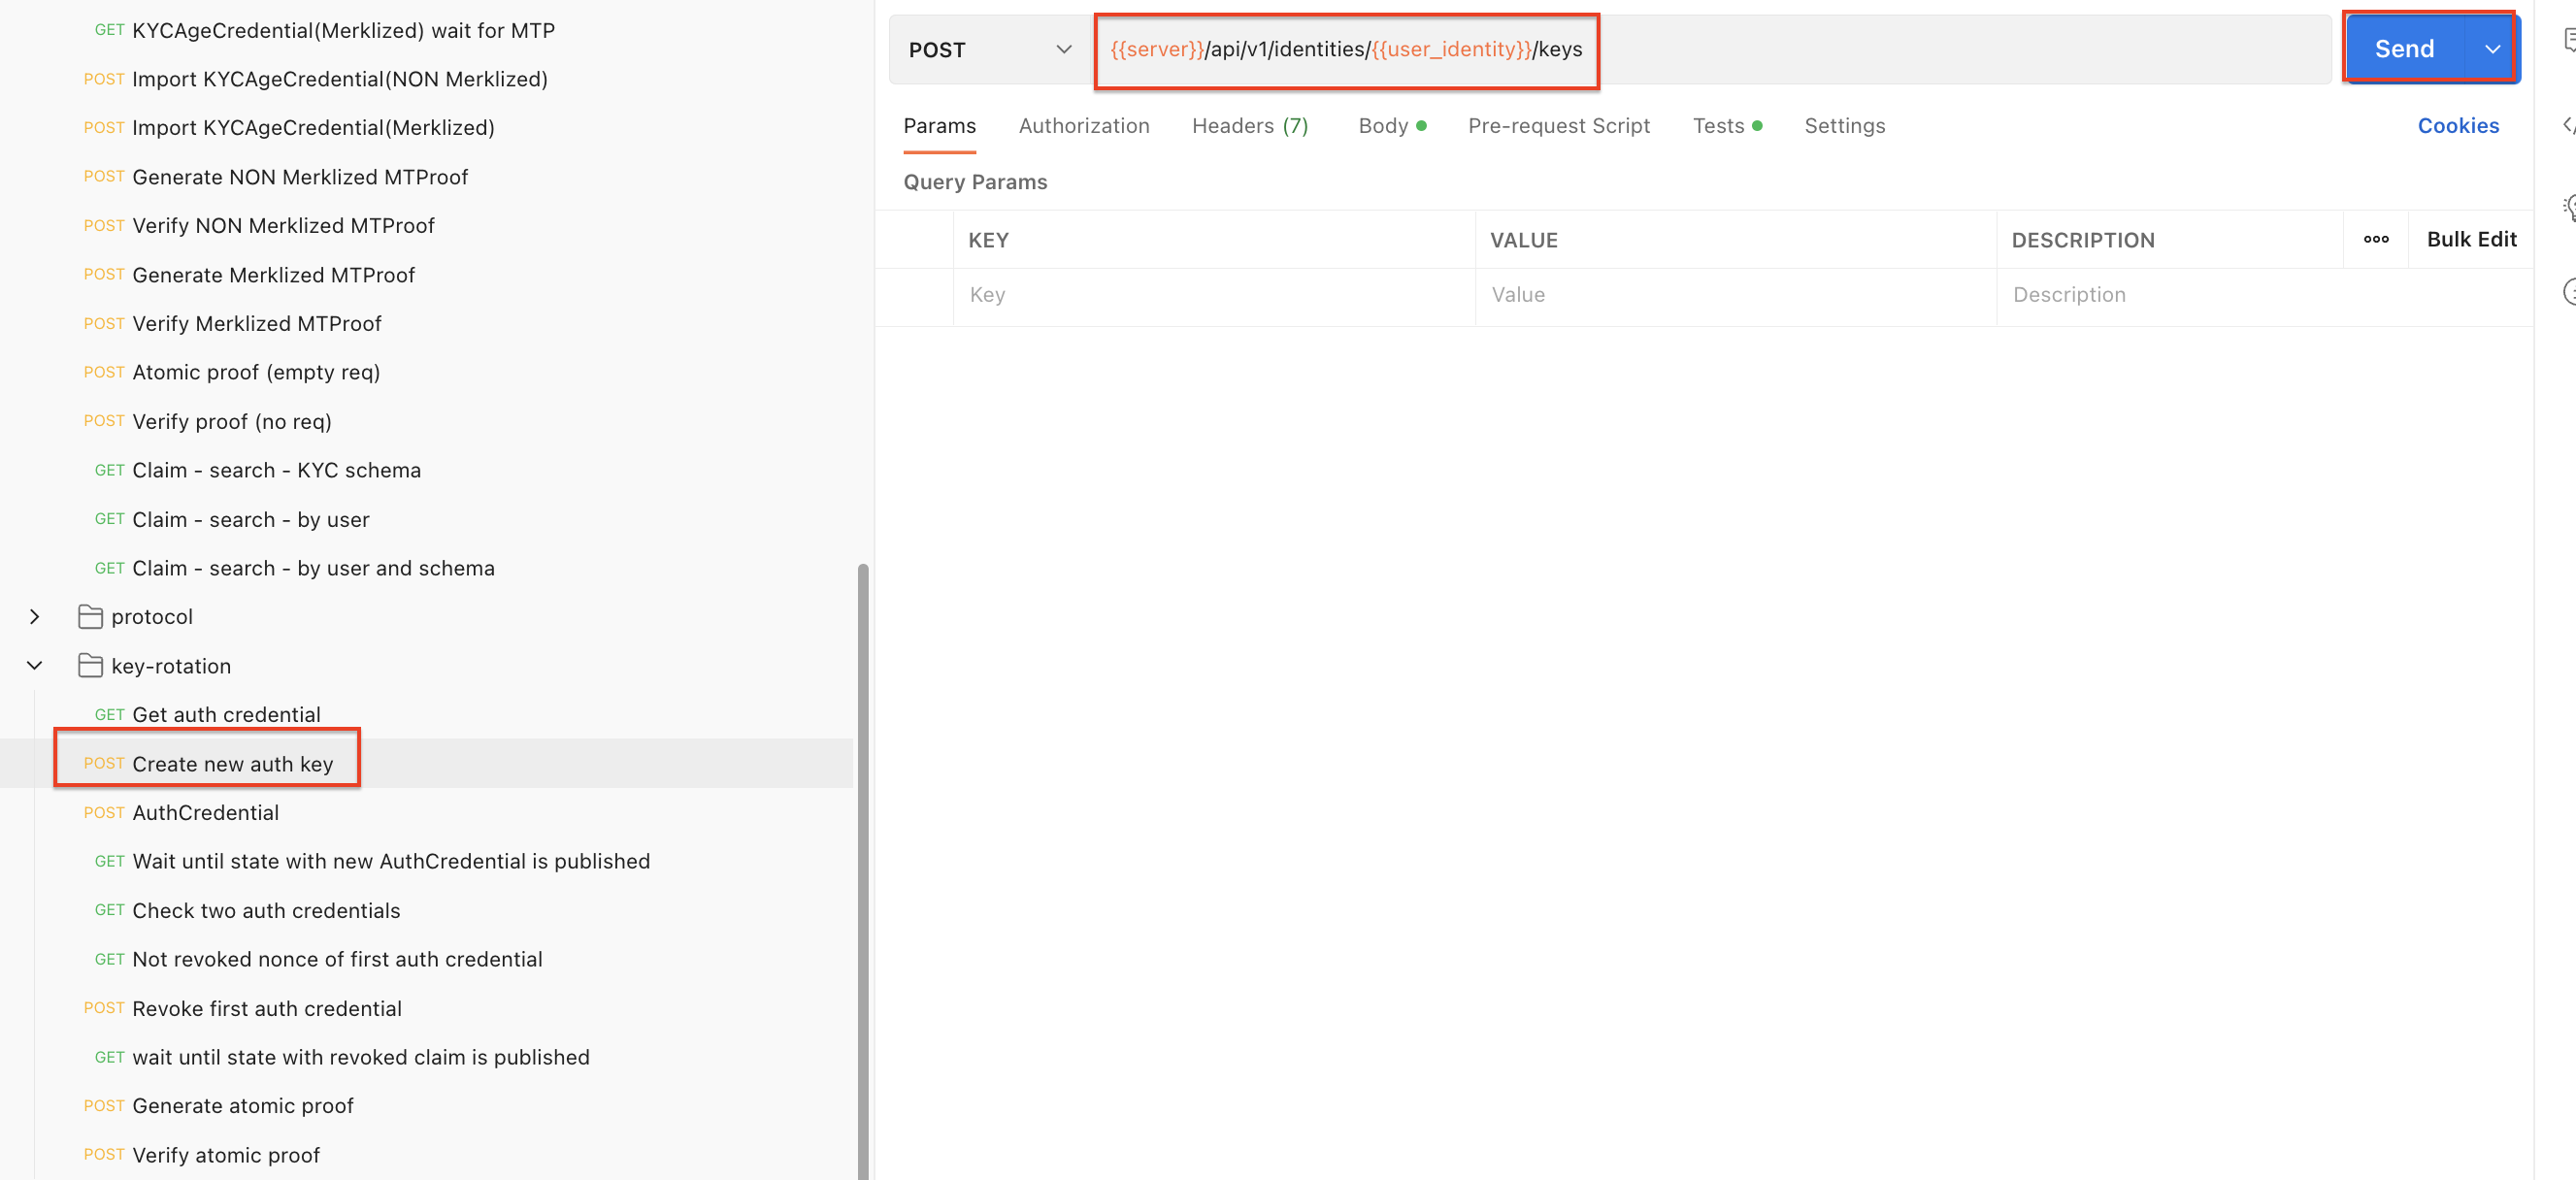 GET KYCAgeCredential(Merklized) wait for MTP
POST Import KYCAgeCredential(NON Merklized)
POST Import KYCAgeCredential(Merklized)
POST Generate NON Merklized MTProof
POST Verify NON Merklized MTProof
POST Generate Merklized MTProof
POST Verify Merklized MTProof
POST Atomic proof (empty req)
POST Verify proof (no req)
GET Claim - search - KYC schema
GET Claim - search - by user
GET Claim - search - by user and schema
protocol
key-rotation
GET Get auth credential
POST Create new auth key
POST AuthCredential
GET Wait until state with new AuthCredential is published
GET Check two auth credentials
GET Not revoked nonce of first auth credential
POST Revoke first auth credential
GET wait until state with revoked claim is published
POST Generate atomic proof
POST Verify atomic proof
POST {{server}}/api/v1/identities/{{user_identity}}/keys Send
Params Authorization Headers (7) Body Pre-request Script Tests Settings Cookies
Query Params
KEY VALUE DESCRIPTION Bulk Edit
Key Value Description